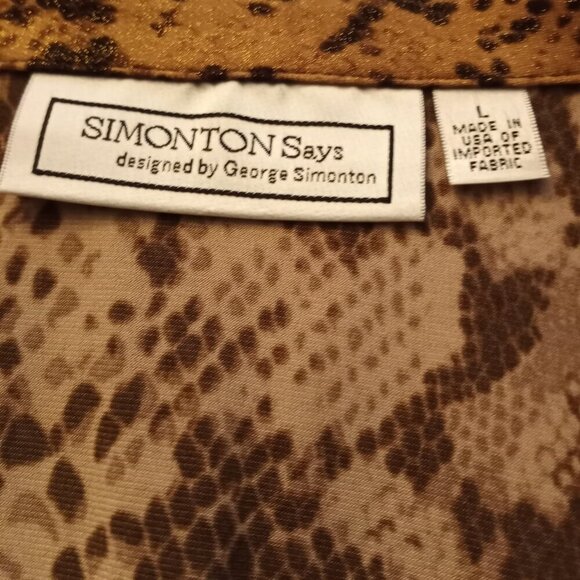 SIMONTON Says
designed by George Simonton
L
MADE IN
USA OF
IMPORTED
FABRIC